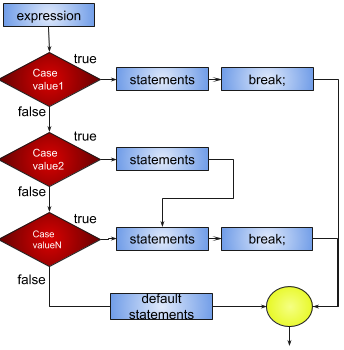 expression
true
Case
value1
statements
break;
false
true
Case
value2
statements
false
true
Case
valueN
statements
break;
false
default
statements